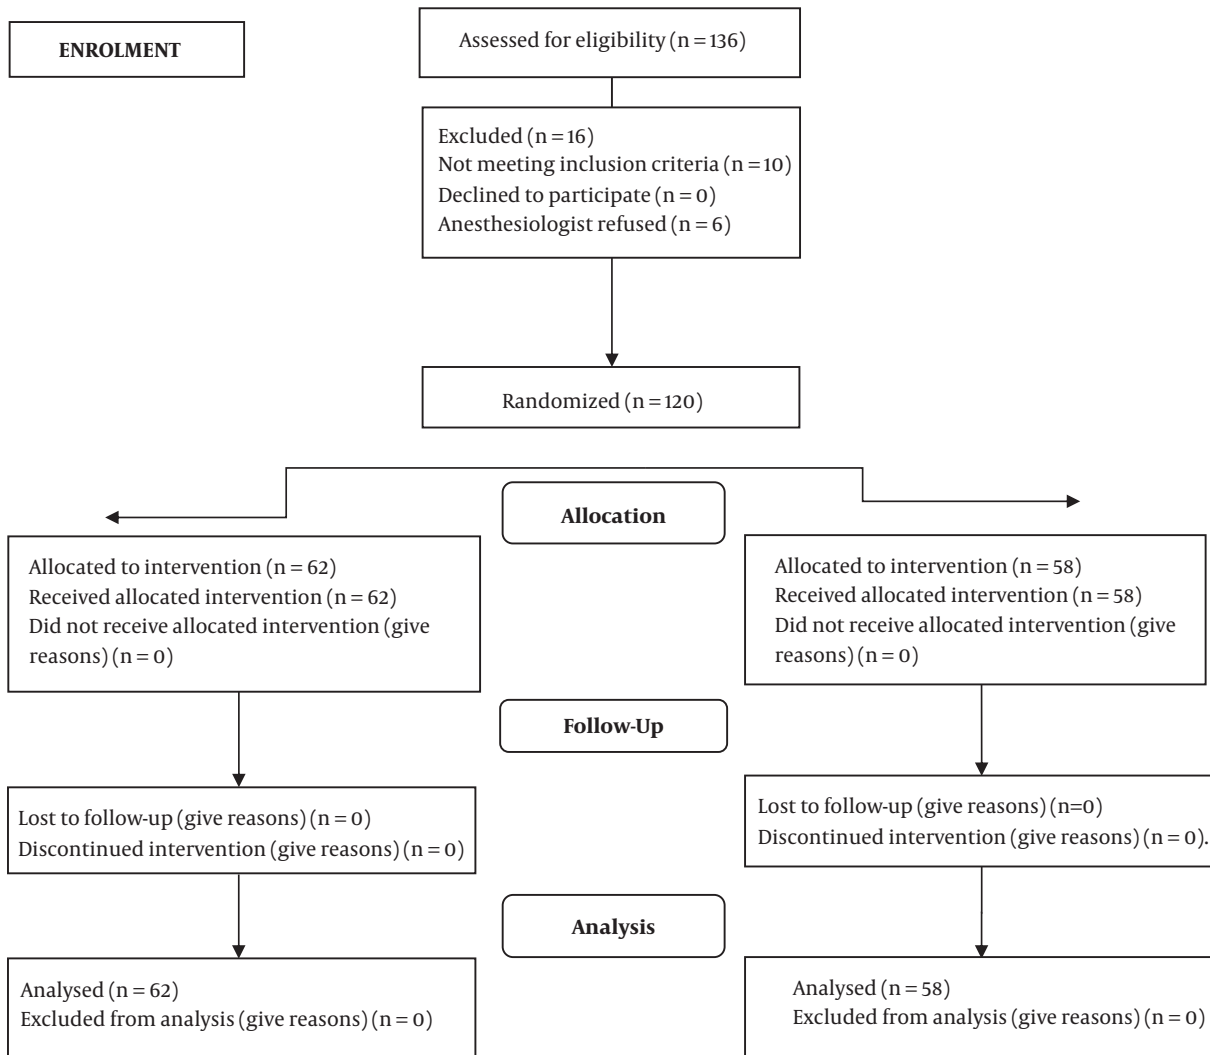 ENROLMENT
Assessed for eligibility (n = 136)
Excluded (n = 16)
Not meeting inclusion criteria (n = 10)
Declined to participate (n = 0)
Anesthesiologist refused (n = 6)
Randomized (n = 120)
Allocation
Allocated to intervention (n = 62)
Received allocated intervention (n = 62)
Did not receive allocated intervention (give
reasons) (n = 0)
Allocated to intervention (n = 58)
Received allocated intervention (n = 58)
Did not receive allocated intervention (give
reasons) (n = 0)
Follow-Up
Lost to follow-up (give reasons) (n = 0)
Discontinued intervention (give reasons) (n = 0)
Lost to follow-up (give reasons) (n=0)
Discontinued intervention (give reasons) (n = 0).
Analysis
Analysed (n = 62)
Excluded from analysis (give reasons) (n = 0)
Analysed (n = 58)
Excluded from analysis (give reasons) (n = 0)